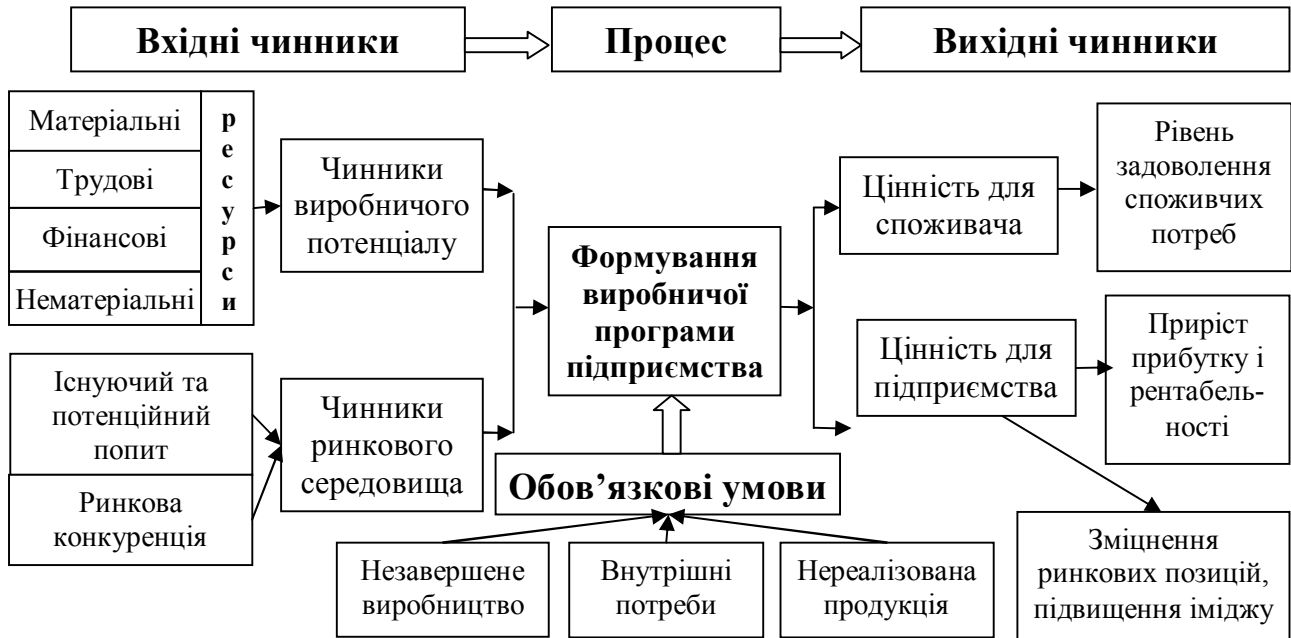 Вхідні чинники
Процес
Вихідні чинники
Матеріальні
Трудові
Фінансові
Нематеріальні
ресурси
Чинники
виробничого
потенціалу
Існуючий та
потенційний
попит
Ринкова
конкуренція
Чинники
ринкового
середовища
Формування
виробничої
програми
підприємства
Обов’язкові умови
Незавершене
виробництво
Внутрішні
потреби
Нереалізована
продукція
Цінність для
споживача
Рівень
задоволення
споживчих
потреб
Цінність для
підприємства
Приріст
прибутку і
рентабель-
ності
Зміцнення
ринкових позицій,
підвищення іміджу